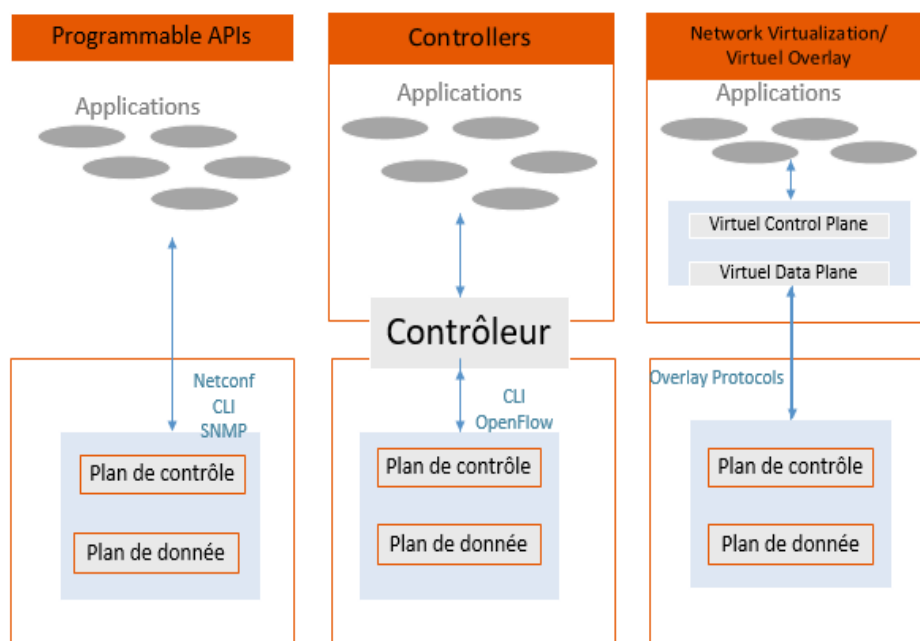 Programmable APIs
Applications
Netconf
CLI
SNMP
Plan de contrôle
Plan de donnée
Controllers
Applications
Contrôleur
CLI
OpenFlow
Plan de contrôle
Plan de donnée
Network Virtualization/
Virtuel Overlay
Applications
Virtuel Control Plane
Virtuel Data Plane
Overlay Protocols
Plan de contrôle
Plan de donnée